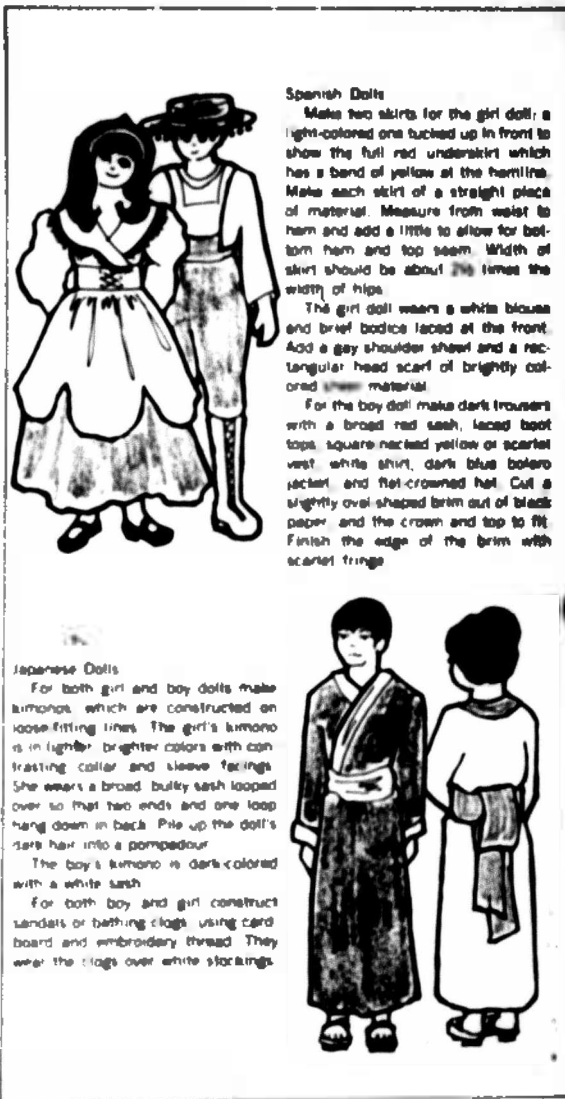 Spanish Dolls
Make two skirts for the girl doll; a
light-colored one tucked up in front to
show the full red underskirt which
has a band of yellow at the hemline.
Make each skirt of a straight piece
of material. Measure from waist to
hem and add a little to allow for bot-
tom hem and top seam. Width of
skirt should be about times the
width of hips.
The girl doll wears a white blouse
and brief bodice laced at the front.
Add a gay shoulder shawl and a rec-
tangular head scarf of brightly col-
ored sheer material.
For the boy doll make dark trousers
with a broad red sash, laced boot
tops, square necked yellow or scarlet
vest, white shirt, dark blue bolero
jacket, and flat-crowned hat. Cut a
slightly oval-shaped brim out of black
paper, and the crown and top to fit.
Finish the edge of the brim with
scarlet fringe.
Japanese Dolls
For both girl and boy dolls make
kimonos, which are constructed on
loose-fitting lines. The girl's kimono
is in lighter, brighter colors with con-
trasting collar and sleeve facings.
She wears a broad, bulky sash looped
over so that two ends and one loop
hang down in back. Pile up the doll's
dark hair into a pompadour.
The boy's kimono is dark-colored
with a white sash.
For both boy and girl construct
sandals or bathing clogs, using card-
board and embroidery thread. They
wear the clogs over white stockings.